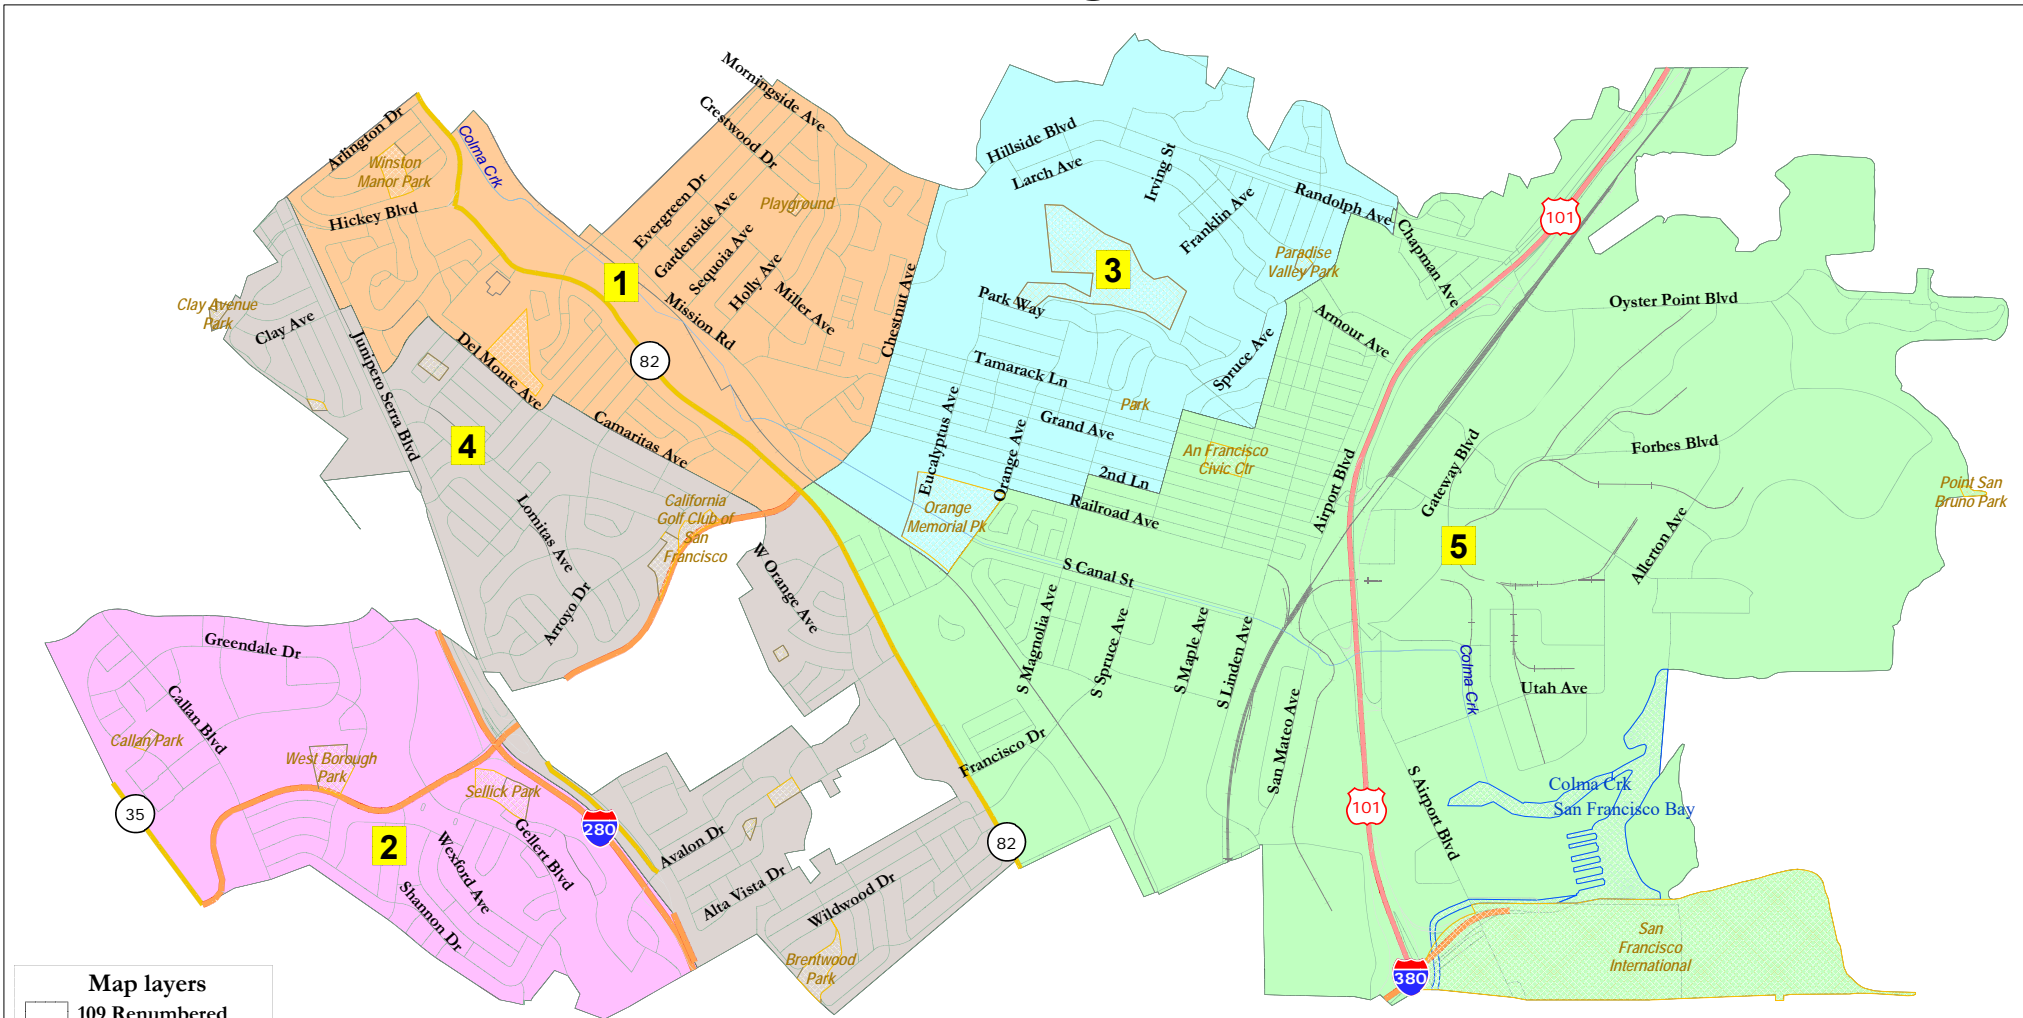 Morningside Ave
Crestwood Dr
Arlington Dr
Colma Crk
Winston
Manor Park
Hickey Blvd
Evergreen Dr
Gardenside Ave
Sequoia Ave
Holly Ave
Miller Ave
Playground
Mission Rd
Chestnut Ave
1
82
Hillside Blvd
Larch Ave
Irving St
Franklin Ave
Randolph Ave
Paradise
Valley Park
3
Park Way
Tamarack Ln
Spruce Ave
Park
Grand Ave
Eucalyptus Ave
Orange Ave
2nd Ln
Orange
Memorial Pk
Chapman Ave
Armour Ave
101
Oyster Point Blvd
An Francisco
Civic Ctr
Railroad Ave
Airport Blvd
Gateway Blvd
Forbes Blvd
Allerton Ave
Point San
Bruno Park
5
Clay Avenue
Park
Clay Ave
Junipero Serra Blvd
Del Monte Ave
Camaritas Ave
4
California
Golf Club of
San
Francisco
Lomitas Ave
Arroyo Dr
W Orange Ave
S Canal St
S Magnolia Ave
S Spruce Ave
S Maple Ave
S Linden Ave
San Mateo Ave
Francisco Dr
Colma Crk
Utah Ave
S Airport Blvd
101
Colma Crk
San Francisco Bay
Greendale Dr
Callan Blvd
Callan Park
West Borough
Park
Sellick Park
35
2
Wexford Ave
Gellert Blvd
Shannon Dr
280
Avalon Dr
Alta Vista Dr
Wildwood Dr
82
Brentwood
Park
380
San
Francisco
International
Map layers
109 Renumbered